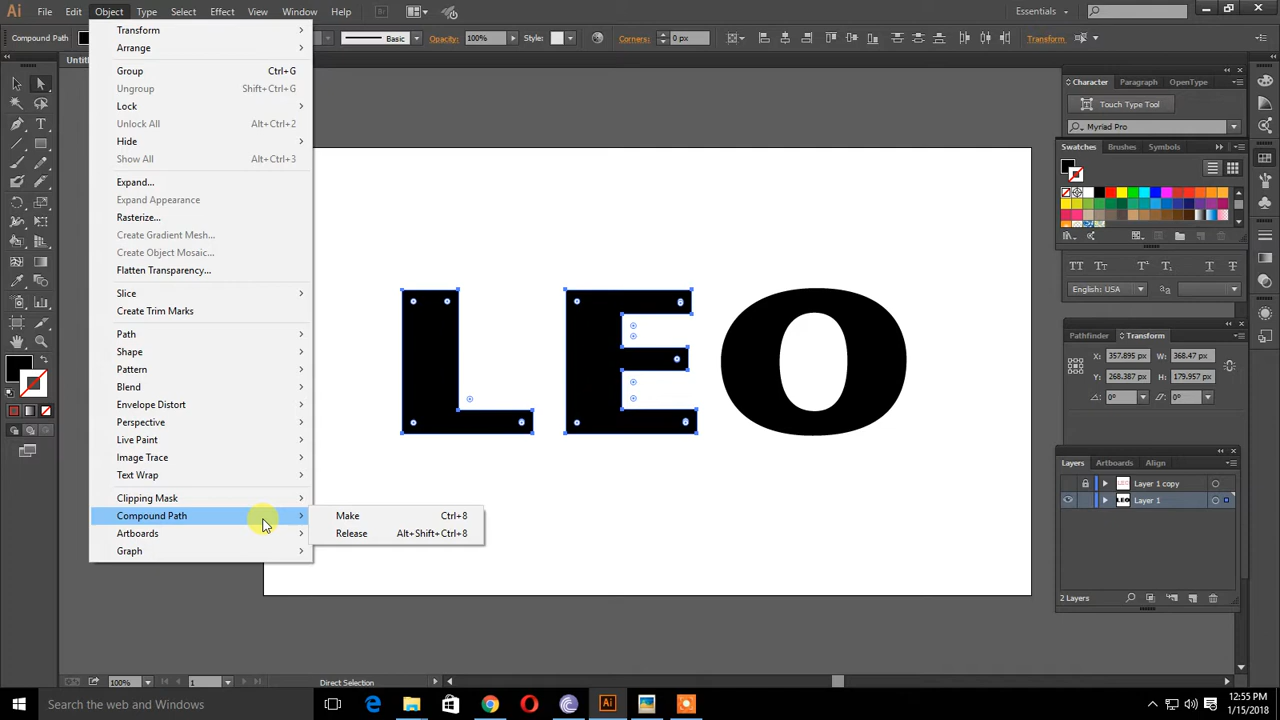 Ai File Edit Object Type Select Effect View Window Help Essentials
Compound Path Basic Opacity: 100% Style: Corners: 0 px Transform
Transform
Arrange
Group Ctrl+G
Ungroup Shift+Ctrl+G
Lock
Unlock All Alt+Ctrl+2
Hide
Show All Alt+Ctrl+3
Expand...
Expand Appearance
Rasterize...
Create Gradient Mesh...
Create Object Mosaic...
Flatten Transparency...
Slice
Create Trim Marks
Path
Shape
Pattern
Blend
Envelope Distort
Perspective
Live Paint
Image Trace
Text Wrap
Clipping Mask
Compound Path
Artboards
Graph
Make Ctrl+8
Release Alt+Shift+Ctrl+8
LEO
Character Paragraph OpenType
Touch Type Tool
Myriad Pro
Swatches Brushes Symbols
English: USA
Pathfinder Transform
X: 357.895 px W: 368.47 px
Y: 268.387 px H: 179.957 px
0° 0°
Layers Artboards Align
Layer 1 copy
LEO Layer 1
2 Layers
100% 1 Direct Selection
Search the web and Windows
Ai
12:55 PM
1/15/2018